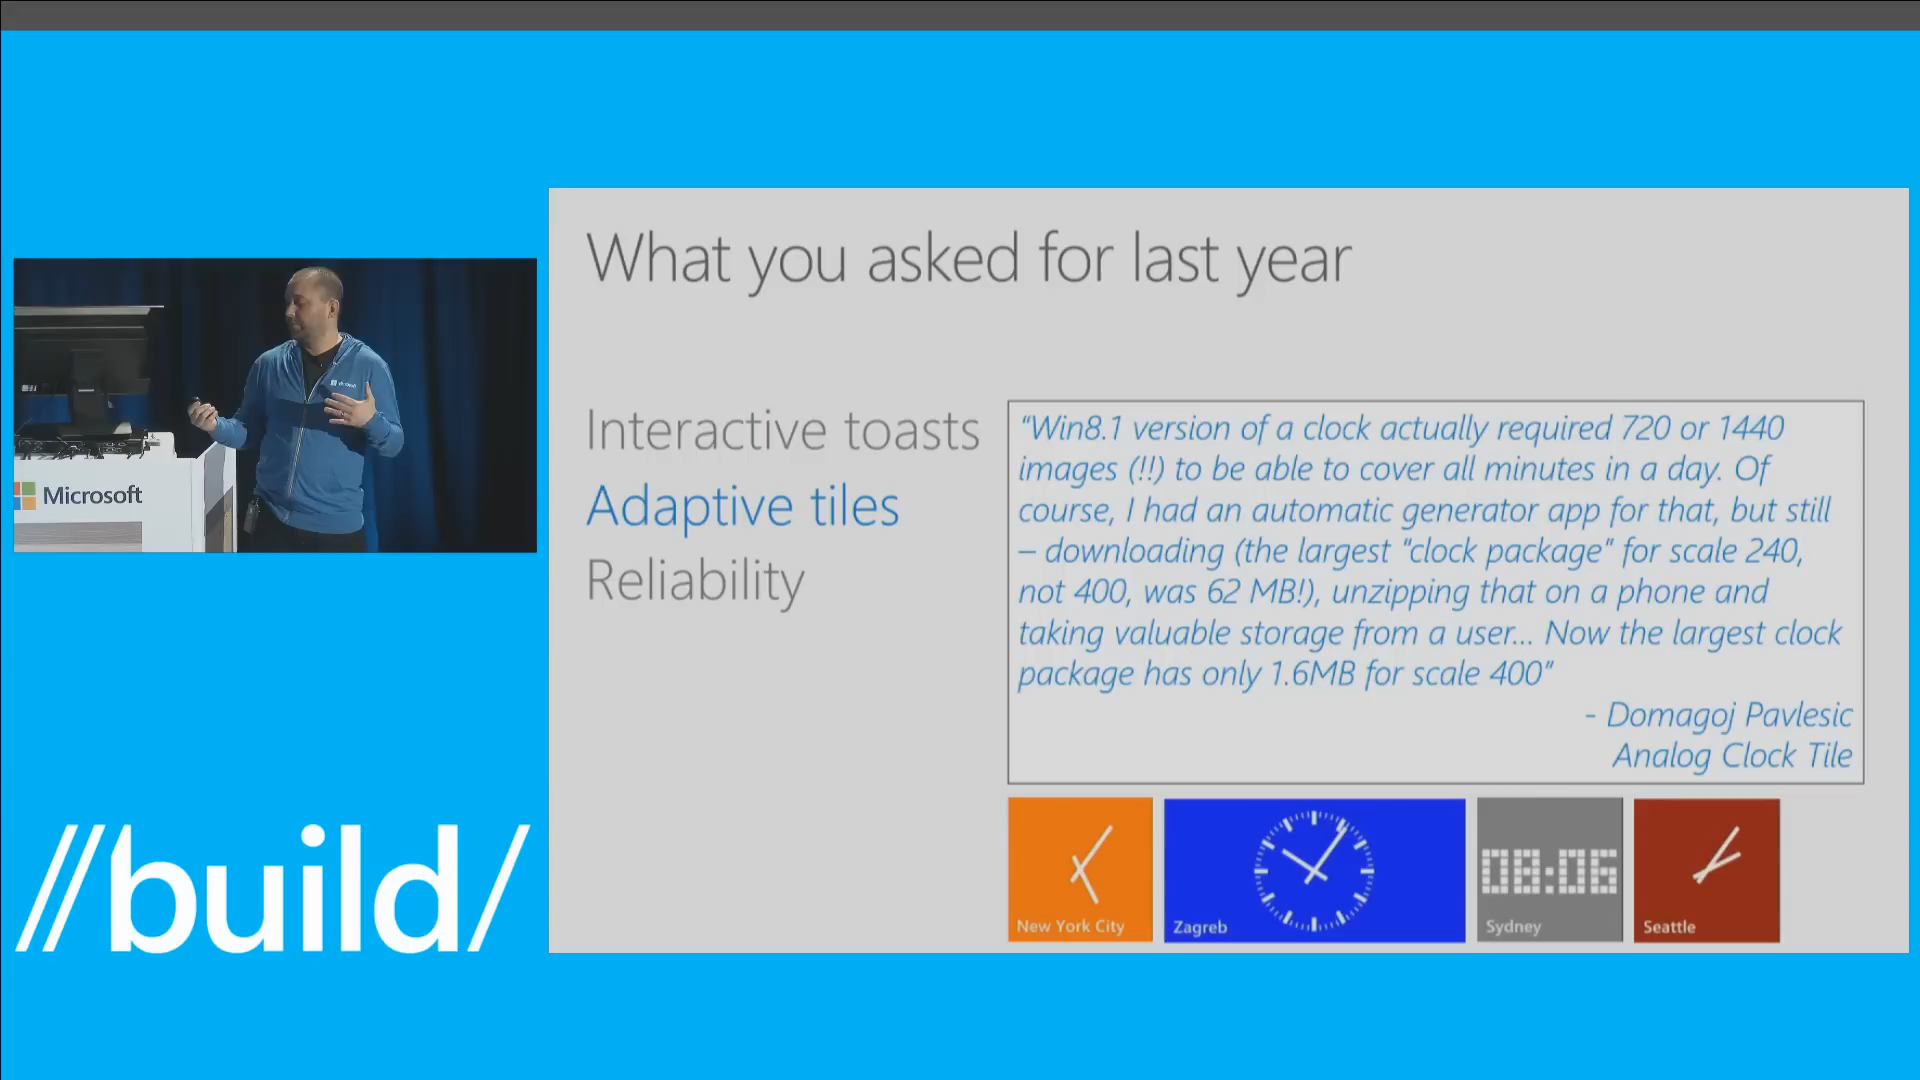 What you asked for last year
Interactive toasts
Adaptive tiles
Reliability
“Win8.1 version of a clock actually required 720 or 1440
images (!!) to be able to cover all minutes in a day. Of
course, I had an automatic generator app for that, but still
– downloading (the largest “clock package” for scale 240,
not 400, was 62 MB!), unzipping that on a phone and
taking valuable storage from a user... Now the largest clock
package has only 1.6MB for scale 400”
- Domagoj Pavlesic
Analog Clock Tile
New York City
Zagreb
08:06
Sydney
Seattle
Microsoft
//build/